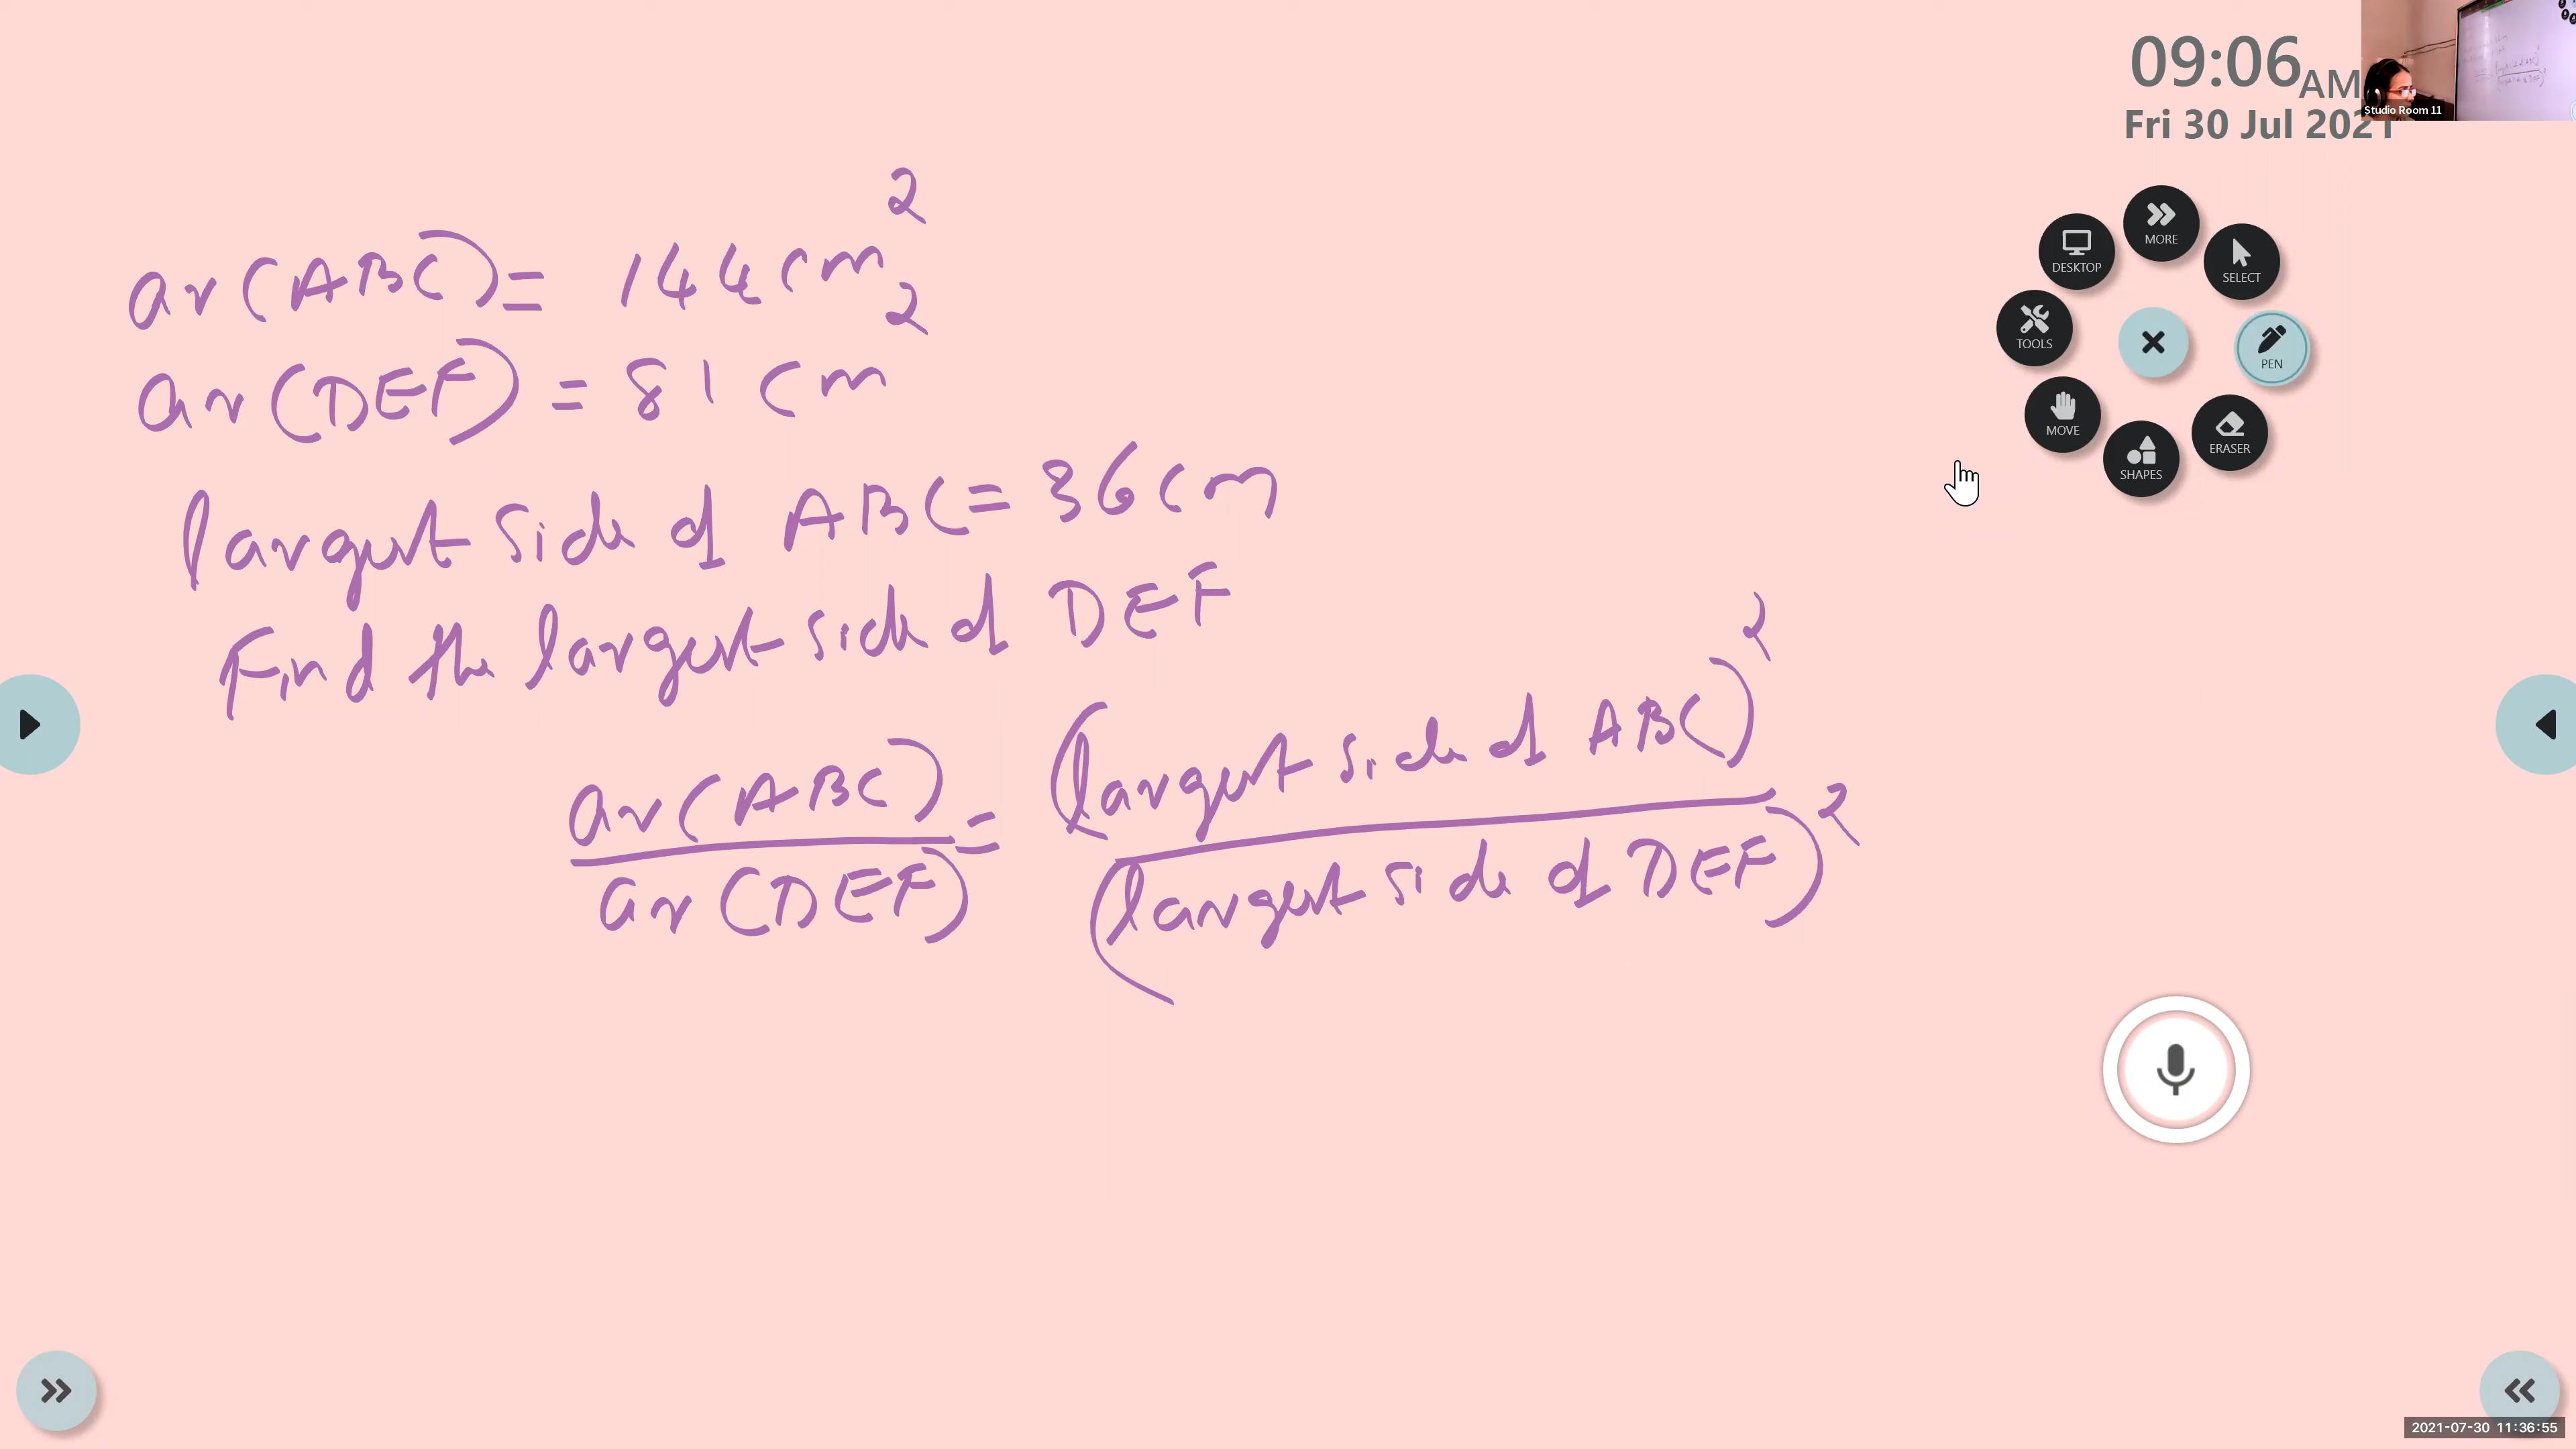 09:06 AM
Fri 30 Jul 2021
Studio Room 11
MORE
DESKTOP
SELECT
TOOLS
PEN
MOVE
ERASER
SHAPES
ar(ABC) = 144 cm²
ar(DEF) = 81 cm²
largest side of ABC = 36 cm
Find the largest side of DEF
ar(ABC) / ar(DEF) = (largest side of ABC)² / (largest side of DEF)²
2021-07-30 11:36:55